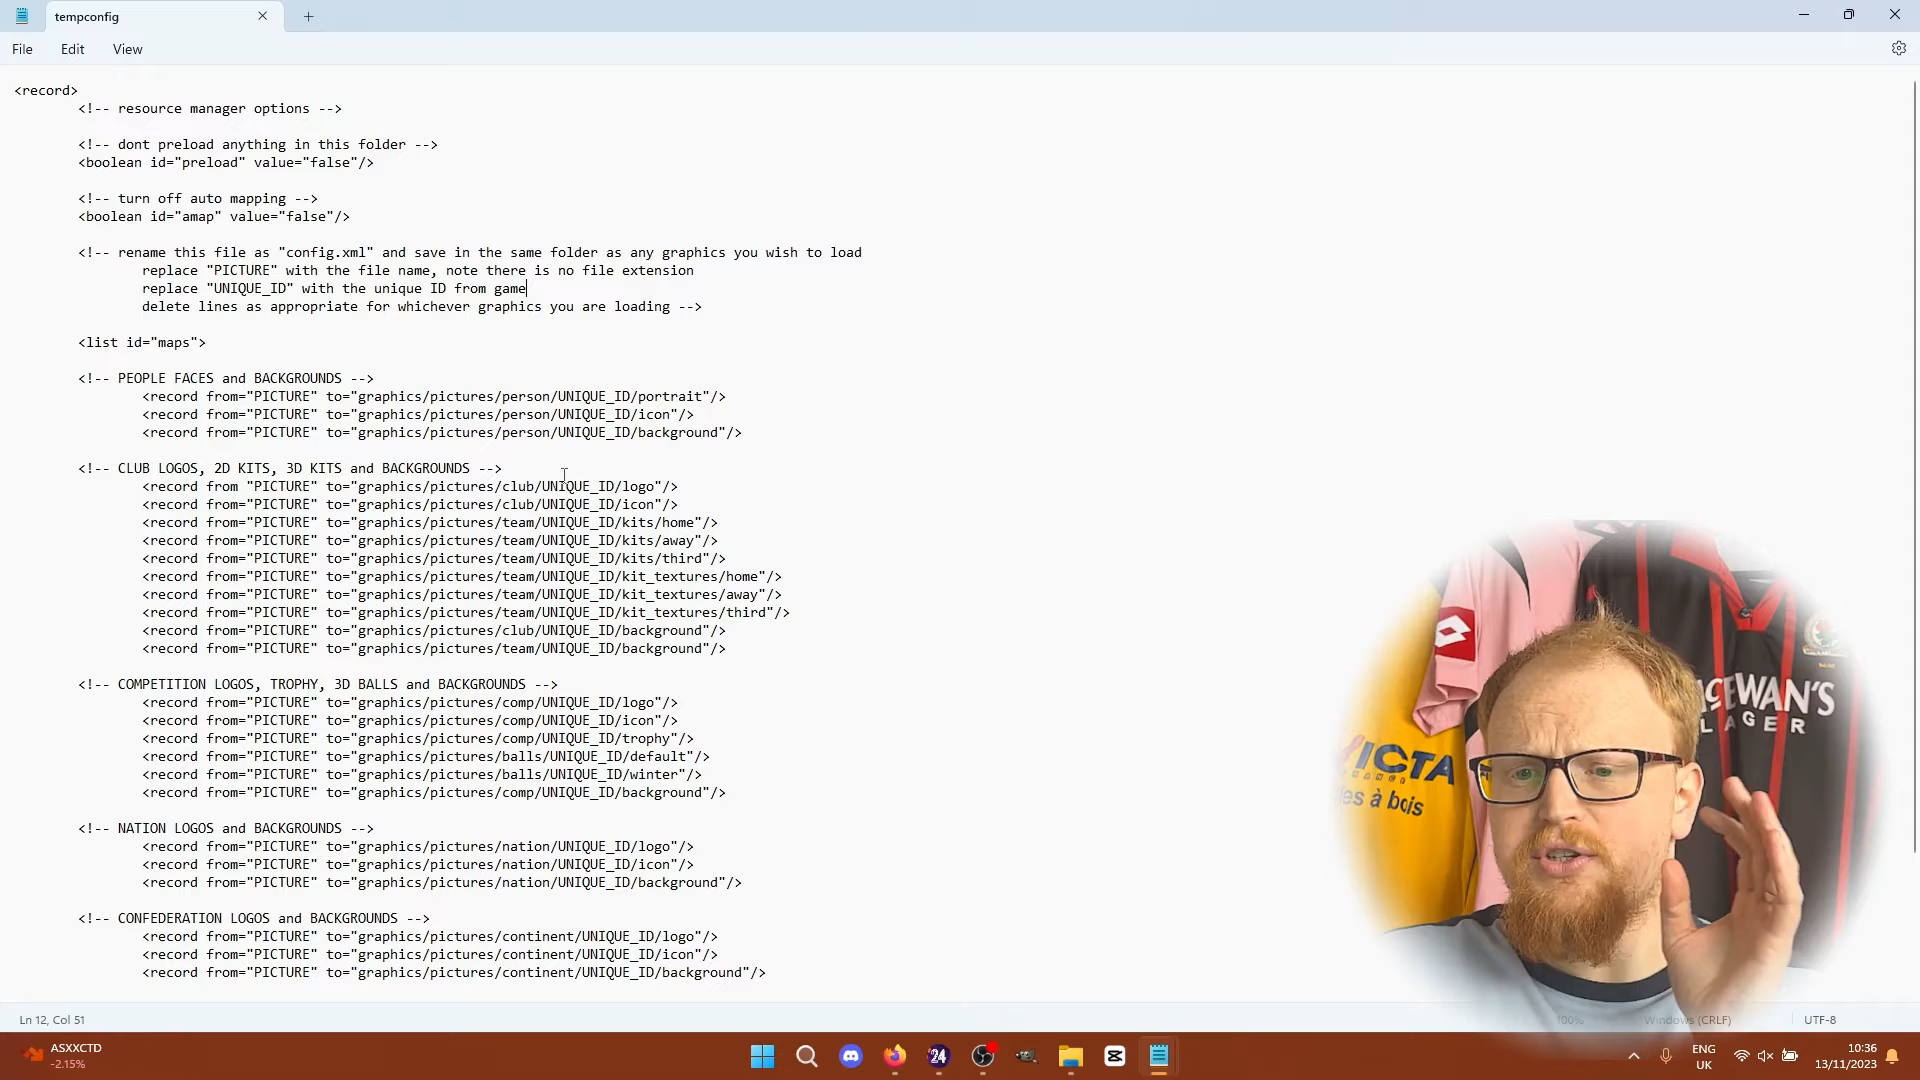 tempconfig
File Edit View
<record>
<!-- resource manager options -->
<!-- dont preload anything in this folder -->
<boolean id="preload" value="false"/>
<!-- turn off auto mapping -->
<boolean id="amap" value="false"/>
<!-- rename this file as "config.xml" and save in the same folder as any graphics you wish to load
replace "PICTURE" with the file name, note there is no file extension
replace "UNIQUE_ID" with the unique ID from game
delete lines as appropriate for whichever graphics you are loading -->
<list id="maps">
<!-- PEOPLE FACES and BACKGROUNDS -->
<record from="PICTURE" to="graphics/pictures/person/UNIQUE_ID/portrait"/>
<record from="PICTURE" to="graphics/pictures/person/UNIQUE_ID/icon"/>
<record from="PICTURE" to="graphics/pictures/person/UNIQUE_ID/background"/>
<!-- CLUB LOGOS, 2D KITS, 3D KITS and BACKGROUNDS -->
<record from "PICTURE" to="graphics/pictures/club/UNIQUE_ID/logo"/>
<record from="PICTURE" to="graphics/pictures/club/UNIQUE_ID/icon"/>
<record from="PICTURE" to="graphics/pictures/team/UNIQUE_ID/kits/home"/>
<record from="PICTURE" to="graphics/pictures/team/UNIQUE_ID/kits/away"/>
<record from="PICTURE" to="graphics/pictures/team/UNIQUE_ID/kits/third"/>
<record from="PICTURE" to="graphics/pictures/team/UNIQUE_ID/kit_textures/home"/>
<record from="PICTURE" to="graphics/pictures/team/UNIQUE_ID/kit_textures/away"/>
<record from="PICTURE" to="graphics/pictures/team/UNIQUE_ID/kit_textures/third"/>
<record from="PICTURE" to="graphics/pictures/club/UNIQUE_ID/background"/>
<record from="PICTURE" to="graphics/pictures/team/UNIQUE_ID/background"/>
<!-- COMPETITION LOGOS, TROPHY, 3D BALLS and BACKGROUNDS -->
<record from="PICTURE" to="graphics/pictures/comp/UNIQUE_ID/logo"/>
<record from="PICTURE" to="graphics/pictures/comp/UNIQUE_ID/icon"/>
<record from="PICTURE" to="graphics/pictures/comp/UNIQUE_ID/trophy"/>
<record from="PICTURE" to="graphics/pictures/balls/UNIQUE_ID/default"/>
<record from="PICTURE" to="graphics/pictures/balls/UNIQUE_ID/winter"/>
<record from="PICTURE" to="graphics/pictures/comp/UNIQUE_ID/background"/>
<!-- NATION LOGOS and BACKGROUNDS -->
<record from="PICTURE" to="graphics/pictures/nation/UNIQUE_ID/logo"/>
<record from="PICTURE" to="graphics/pictures/nation/UNIQUE_ID/icon"/>
<record from="PICTURE" to="graphics/pictures/nation/UNIQUE_ID/background"/>
<!-- CONFEDERATION LOGOS and BACKGROUNDS -->
<record from="PICTURE" to="graphics/pictures/continent/UNIQUE_ID/logo"/>
<record from="PICTURE" to="graphics/pictures/continent/UNIQUE_ID/icon"/>
<record from="PICTURE" to="graphics/pictures/continent/UNIQUE_ID/background"/>
McEWAN'S
LAGER
VICTA
les à bois
Ln 12, Col 51
100%
Windows (CRLF)
UTF-8
ASXXCTD
-2.15%
24
ENG
UK
10:36
13/11/2023